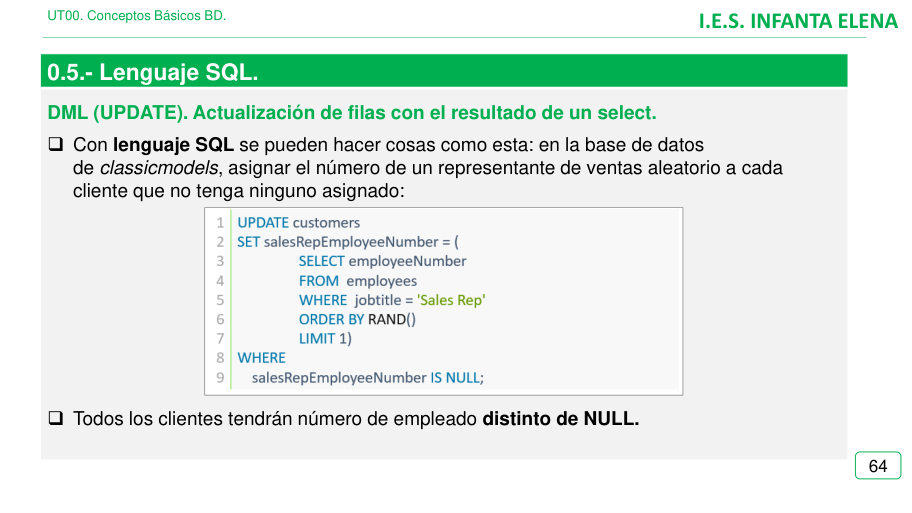 UT00. Conceptos Básicos BD.
I.E.S. INFANTA ELENA
0.5.- Lenguaje SQL.
DML (UPDATE). Actualización de filas con el resultado de un select.
Con lenguaje SQL se pueden hacer cosas como esta: en la base de datos
de classicmodels, asignar el número de un representante de ventas aleatorio a cada
cliente que no tenga ninguno asignado:
1 UPDATE customers
2 SET salesRepEmployeeNumber = (
3 SELECT employeeNumber
4 FROM employees
5 WHERE jobtitle = 'Sales Rep'
6 ORDER BY RAND()
7 LIMIT 1)
8 WHERE
9 salesRepEmployeeNumber IS NULL;
Todos los clientes tendrán número de empleado distinto de NULL.
64